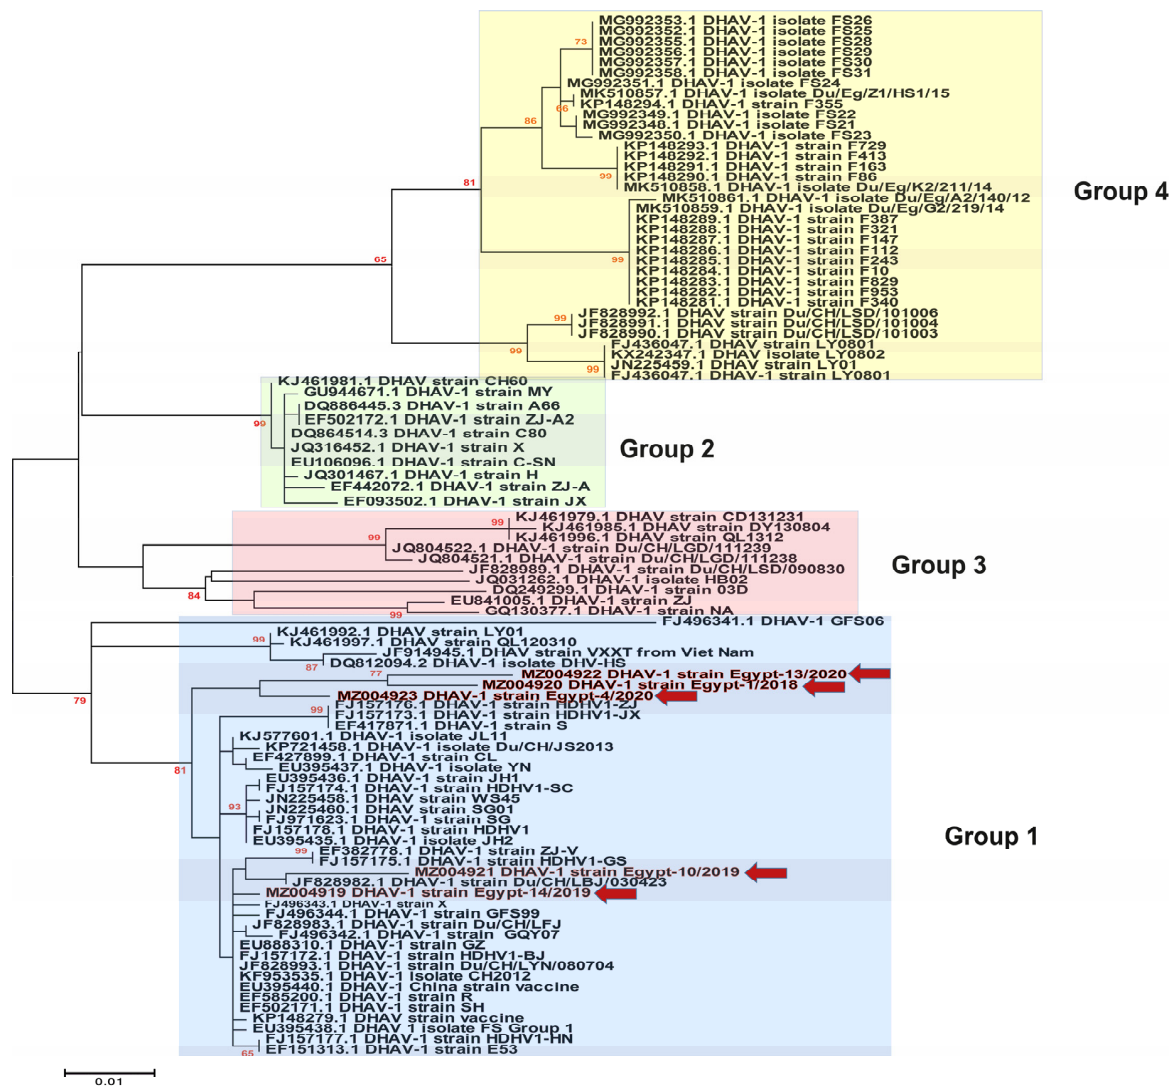 MG992353.1 DHAV-1 isolate FS26
MG992352.1 DHAV-1 isolate FS25
MG992355.1 DHAV-1 isolate FS28
MG992356.1 DHAV-1 isolate FS29
MG992357.1 DHAV-1 isolate FS30
MG992358.1 DHAV-1 isolate FS31
73
MG992351.1 DHAV-1 isolate FS24
MK510857.1 DHAV-1 isolate Du/Eg/Z1/HS1/15
KP148294.1 DHAV-1 strain F355
66
MG992349.1 DHAV-1 isolate FS22
MG992348.1 DHAV-1 isolate FS21
86
MG992350.1 DHAV-1 isolate FS23
KP148293.1 DHAV-1 strain F729
KP148292.1 DHAV-1 strain F413
KP148291.1 DHAV-1 strain F163
KP148290.1 DHAV-1 strain F86
99
MK510858.1 DHAV-1 isolate Du/Eg/K2/211/14
81
Group 4
MK510861.1 DHAV-1 isolate Du/Eg/A2/140/12
MK510859.1 DHAV-1 isolate Du/Eg/G2/219/14
KP148289.1 DHAV-1 strain F387
KP148288.1 DHAV-1 strain F321
KP148287.1 DHAV-1 strain F147
KP148286.1 DHAV-1 strain F112
KP148285.1 DHAV-1 strain F243
99
65
KP148284.1 DHAV-1 strain F10
KP148283.1 DHAV-1 strain F829
KP148282.1 DHAV-1 strain F953
KP148281.1 DHAV-1 strain F340
JF828992.1 DHAV strain Du/CH/LSD/101006
99
JF828991.1 DHAV strain Du/CH/LSD/101004
JF828990.1 DHAV-1 strain Du/CH/LSD/101003
FJ436047.1 DHAV strain LY0801
99
KX242347.1 DHAV isolate LY0802
JN225459.1 DHAV strain LY01
99
FJ436047.1 DHAV-1 strain LY0801
KJ461981.1 DHAV strain CH60
GU944671.1 DHAV-1 strain MY
DQ886445.3 DHAV-1 strain A66
EF502172.1 DHAV-1 strain ZJ-A2
99
DQ864514.3 DHAV-1 strain C80
JQ316452.1 DHAV-1 strain X
Group 2
EU106096.1 DHAV-1 strain C-SN
JQ301467.1 DHAV-1 strain H
EF442072.1 DHAV-1 strain ZJ-A
EF093502.1 DHAV-1 strain JX
KJ461979.1 DHAV strain CD131231
99
KJ461985.1 DHAV strain DY130804
KJ461996.1 DHAV strain QL1312
99
JQ804522.1 DHAV-1 strain Du/CH/LGD/111239
JQ804521.1 DHAV-1 strain Du/CH/LGD/111238
Group 3
JF828989.1 DHAV-1 strain Du/CH/LSD/090830
JQ031262.1 DHAV-1 isolate HB02
DQ249299.1 DHAV-1 strain 03D
84
EU841005.1 DHAV-1 strain ZJ
GQ130377.1 DHAV-1 strain NA
99
FJ496341.1 DHAV-1 GFS06
KJ461992.1 DHAV strain LY01
99
KJ461997.1 DHAV strain QL120310
JF914945.1 DHAV strain VXXT from Viet Nam
DQ812094.2 DHAV-1 isolate DHV-HS
87
77
MZ004922 DHAV-1 strain Egypt-13/2020
MZ004920 DHAV-1 strain Egypt-1/2018
MZ004923 DHAV-1 strain Egypt-4/2020
79
FJ157176.1 DHAV-1 strain HDHV1-ZJ
99
FJ157173.1 DHAV-1 strain HDHV1-JX
EF417871.1 DHAV-1 strain S
KJ577601.1 DHAV-1 isolate JL11
KP721458.1 DHAV-1 isolate Du/CH/JS2013
EF427899.1 DHAV-1 strain CL
EU395437.1 DHAV-1 isolate YN
81
EU395436.1 DHAV-1 strain JH1
FJ157174.1 DHAV-1 strain HDHV1-SC
JN225458.1 DHAV strain WS45
93
JN225460.1 DHAV strain SG01
FJ971623.1 DHAV-1 strain SG
FJ157178.1 DHAV-1 strain HDHV1
Group 1
EU395435.1 DHAV-1 isolate JH2
99
EF382778.1 DHAV-1 strain ZJ-V
FJ157175.1 DHAV-1 strain HDHV1-GS
MZ004921 DHAV-1 strain Egypt-10/2019
JF828982.1 DHAV-1 strain Du/CH/LBJ/030423
MZ004919 DHAV-1 strain Egypt-14/2019
FJ496343.1 DHAV-1 strain X
FJ496344.1 DHAV-1 strain GFS99
JF828983.1 DHAV-1 strain Du/CH/LFJ
FJ496342.1 DHAV-1 strain GQY07
EU888310.1 DHAV-1 strain GZ
FJ157172.1 DHAV-1 strain HDHV1-BJ
JF828993.1 DHAV-1 strain Du/CH/LYN/080704
KF953535.1 DHAV-1 isolate CH2012
EU395440.1 DHAV-1 China strain vaccine
EF585200.1 DHAV-1 strain R
EF502171.1 DHAV-1 strain SH
KP148279.1 DHAV strain vaccine
EU395438.1 DHAV-1 isolate FS Group 1
FJ157177.1 DHAV-1 strain HDHV1-HN
65
EF151313.1 DHAV-1 strain E53
0.01